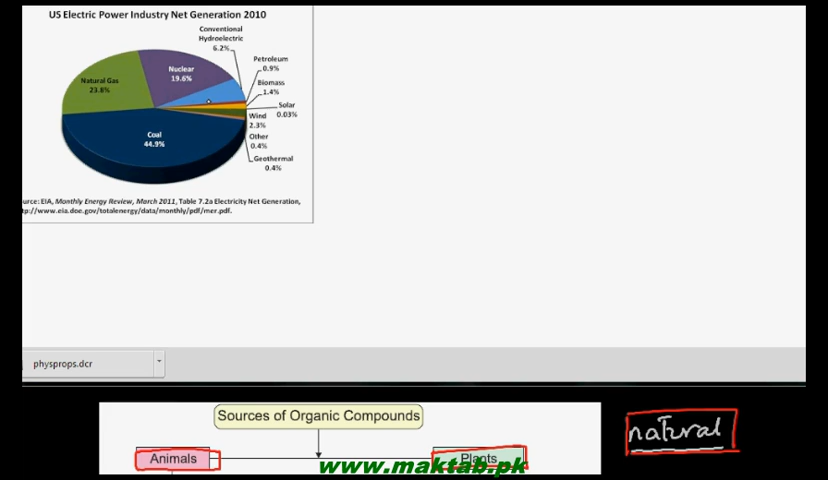 US Electric Power Industry Net Generation 2010
Conventional
Hydroelectric
6.2%
Petroleum
0.9%
Nuclear
19.6%
Biomass
1.4%
Natural Gas
23.8%
Solar
0.03%
Wind
2.3%
Coal
44.9%
Other
0.4%
Geothermal
0.4%
urce: EIA, Monthly Energy Review, March 2011, Table 7.2a Electricity Net Generation,
tp://www.eia.doe.gov/totalenergy/data/monthly/pdf/mer.pdf.
physprops.dcr
Sources of Organic Compounds
natural
Animals
Plants
www.maktab.pk